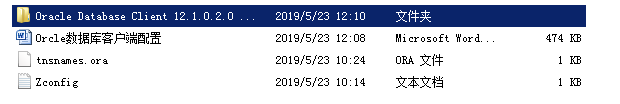 Oracle Database Client 12.1.0.2.0 ... 2019/5/23 12:10 文件夹
Orcle数据库客户端配置 2019/5/23 12:08 Microsoft Word... 474 KB
tnsnames.ora 2019/5/23 10:24 ORA 文件 1 KB
Zconfig 2019/5/23 10:14 文本文档 1 KB